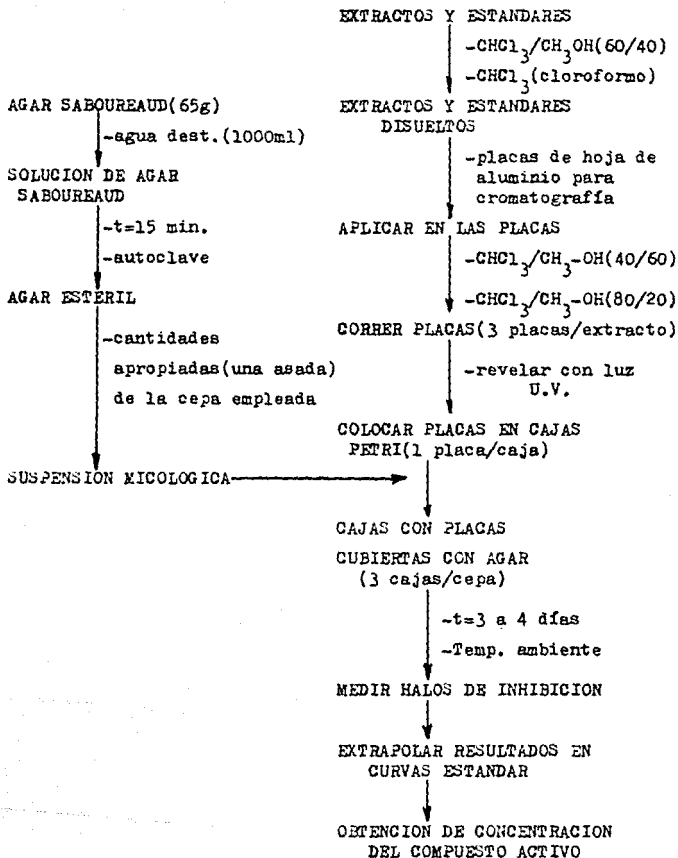 EXTRACTOS Y ESTANDARES
-CHCl3/CH3OH(60/40)
-CHCl3(cloroformo)
AGAR SABOUREAUD(65g)
-agua dest.(1000ml)
SOLUCION DE AGAR
SABOUREAUD
-t=15 min.
-autoclave
AGAR ESTERIL
-cantidades
apropiadas(una asada)
de la cepa empleada
SUSPENSION MICOLOGICA
EXTRACTOS Y ESTANDARES
DISUELTOS
-placas de hoja de
aluminio para
cromatografía
APLICAR EN LAS PLACAS
-CHCl3/CH3-OH(40/60)
-CHCl3/CH3-OH(80/20)
CORRER PLACAS(3 placas/extracto)
-revelar con luz
U.V.
COLOCAR PLACAS EN CAJAS
PETRI(1 placa/caja)
CAJAS CON PLACAS
CUBIERTAS CON AGAR
(3 cajas/cepa)
-t=3 a 4 días
-Temp. ambiente
MEDIR HALOS DE INHIBICION
EXTRAPOLAR RESULTADOS EN
CURVAS ESTANDAR
OBTENCION DE CONCENTRACION
DEL COMPUESTO ACTIVO